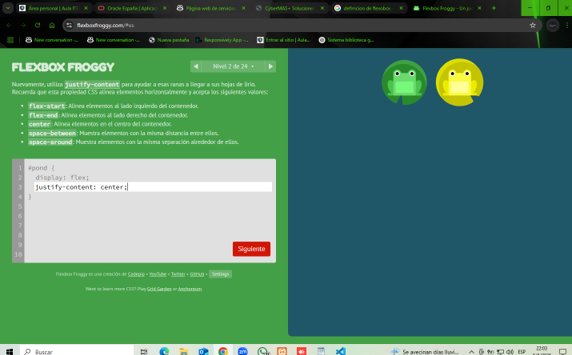 Área personal | Aula
Oracle España | Aplicac
Página web de servicios
CyberMAS+ Solucione
definicion de flexbox
Flexbox Froggy - Un ju
flexboxfroggy.com/#es
New conversation -...
New conversation -...
Nueva pestaña
Responsively App -...
Entrar al sitio | Aula...
Sistema biblioteca g...
FLEXBOX FROGGY
Nivel 2 de 24
Nuevamente, utiliza justify-content para ayudar a esas ranas a llegar a sus hojas de lirio.
Recuerda que esta propiedad CSS alinea elementos horizontalmente y acepta los siguientes valores:
flex-start: Alinea elementos al lado izquierdo del contenedor.
flex-end: Alinea elementos al lado derecho del contenedor.
center: Alinea elementos en el centro del contenedor.
space-between: Muestra elementos con la misma distancia entre ellos.
space-around: Muestra elementos con la misma separación alrededor de ellos.
1 #pond {
2 display: flex;
3 justify-content: center;
4 }
5
6
7
8
9
10
Siguiente
Flexbox Froggy es una creación de Codepip • YouTube • Twitter • GitHub • Settings
Want to learn more CSS? Play Grid Garden or Anchoreum.
Buscar
Se avecinan días lluvi...
ESP
22:03